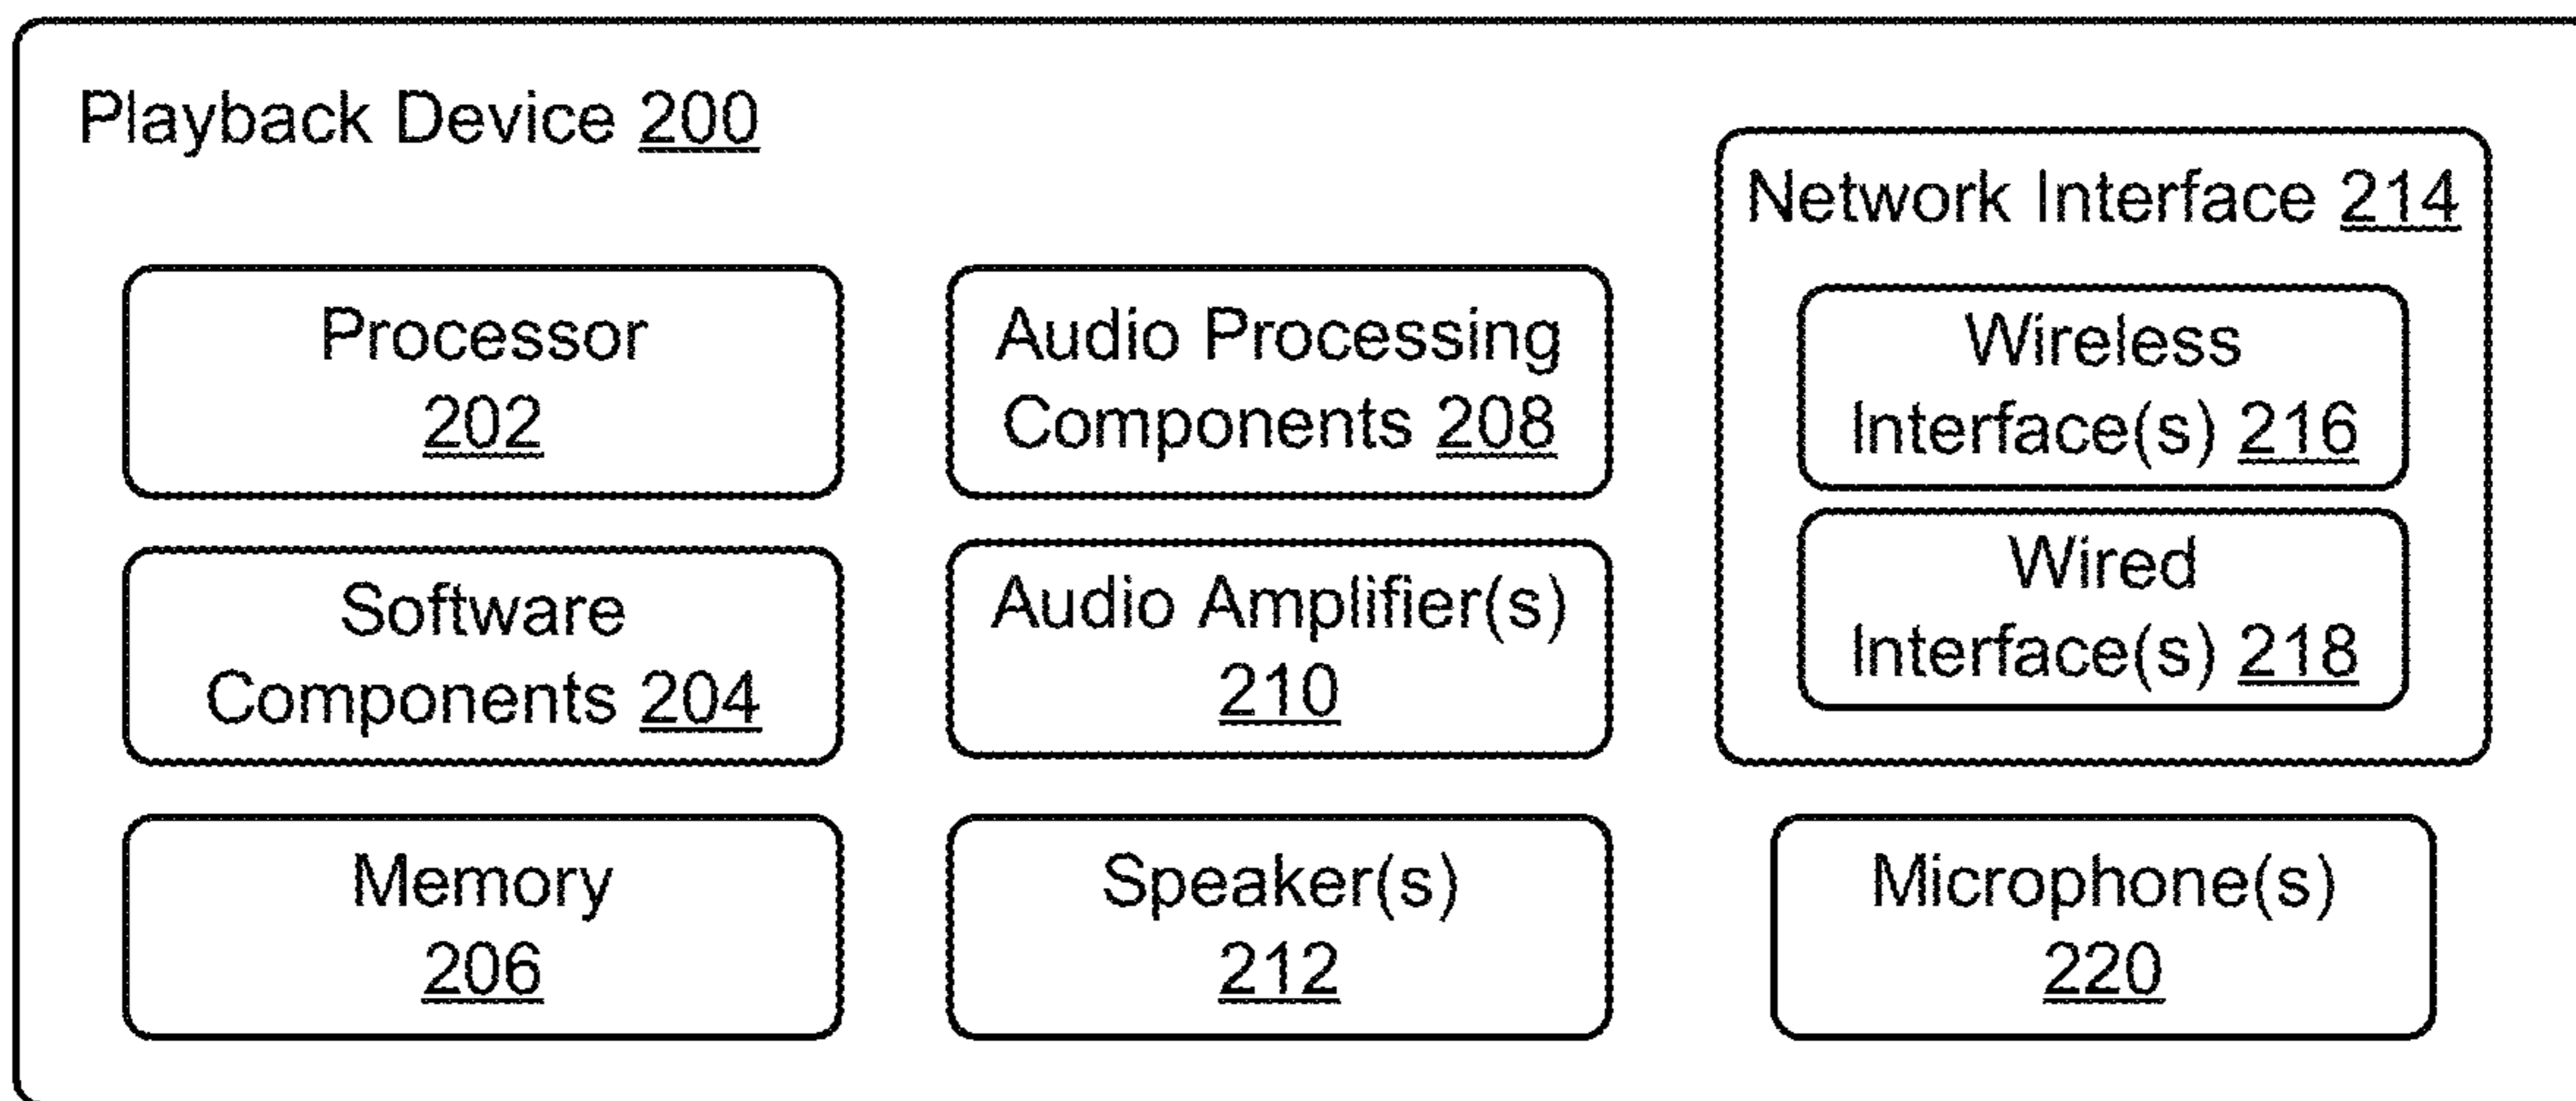 Playback Device 200
Processor
202
Software
Components 204
Memory
206
Audio Processing
Components 208
Audio Amplifier(s)
210
Speaker(s)
212
Network Interface 214
Wireless
Interface(s) 216
Wired
Interface(s) 218
Microphone(s)
220